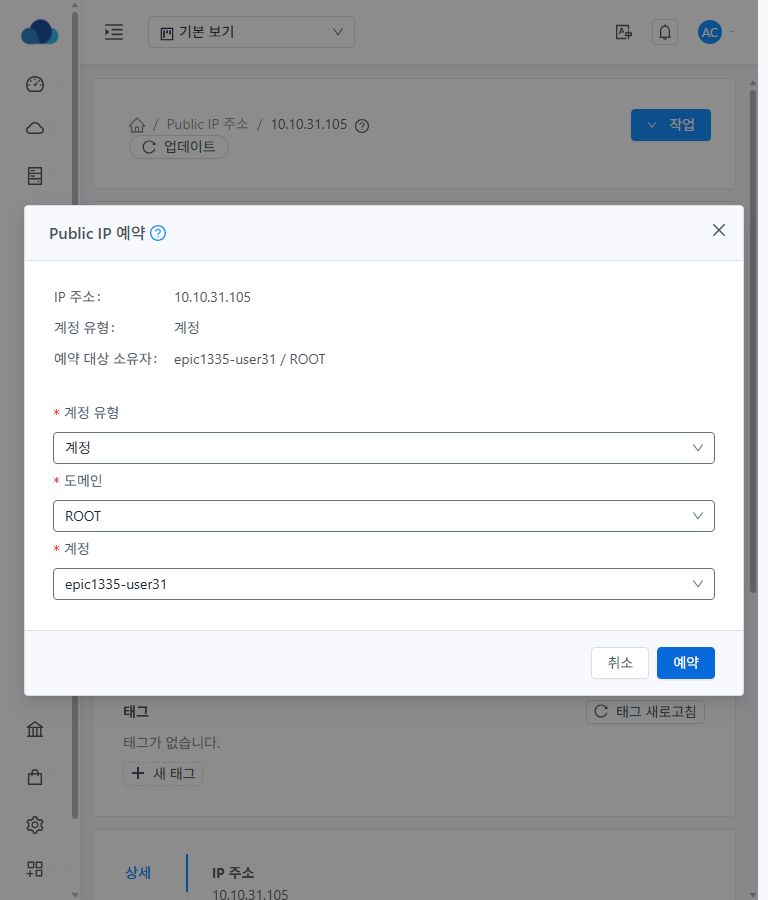 기본 보기
AC
/ Public IP 주소 / 10.10.31.105
작업
업데이트
Public IP 예약
IP 주소: 10.10.31.105
계정 유형: 계정
예약 대상 소유자: epic1335-user31 / ROOT
* 계정 유형
계정
* 도메인
ROOT
* 계정
epic1335-user31
취소
예약
태그
태그 새로고침
태그가 없습니다.
+ 새 태그
상세
IP 주소
10.10.31.105